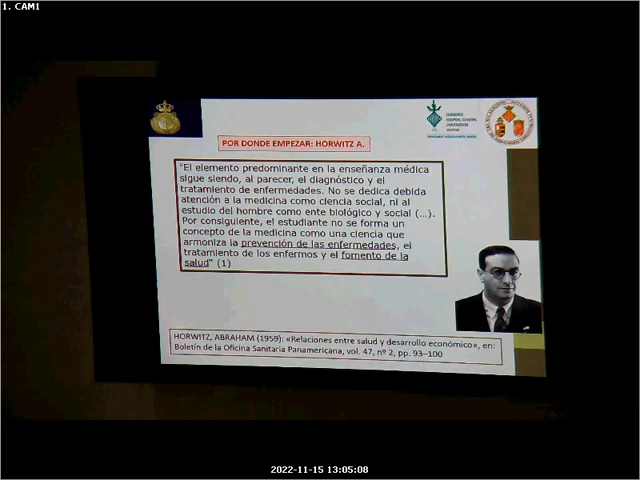 1. CAM1
CONSORCIO
HOSPITAL GENERAL
UNIVERSITARI
VALENCIA
POR DONDE EMPEZAR: HORWITZ A.
"El elemento predominante en la enseñanza médica
sigue siendo, al parecer, el diagnóstico y el
tratamiento de enfermedades. No se dedica debida
atención a la medicina como ciencia social, ni al
estudio del hombre como ente biológico y social (...).
Por consiguiente, el estudiante no se forma un
concepto de la medicina como una ciencia que
armoniza la prevención de las enfermedades, el
tratamiento de los enfermos y el fomento de la
salud" (1)
HORWITZ, ABRAHAM (1959): «Relaciones entre salud y desarrollo económico», en:
Boletín de la Oficina Sanitaria Panamericana, vol. 47, nº 2, pp. 93–100
2022-11-15 13:05:08